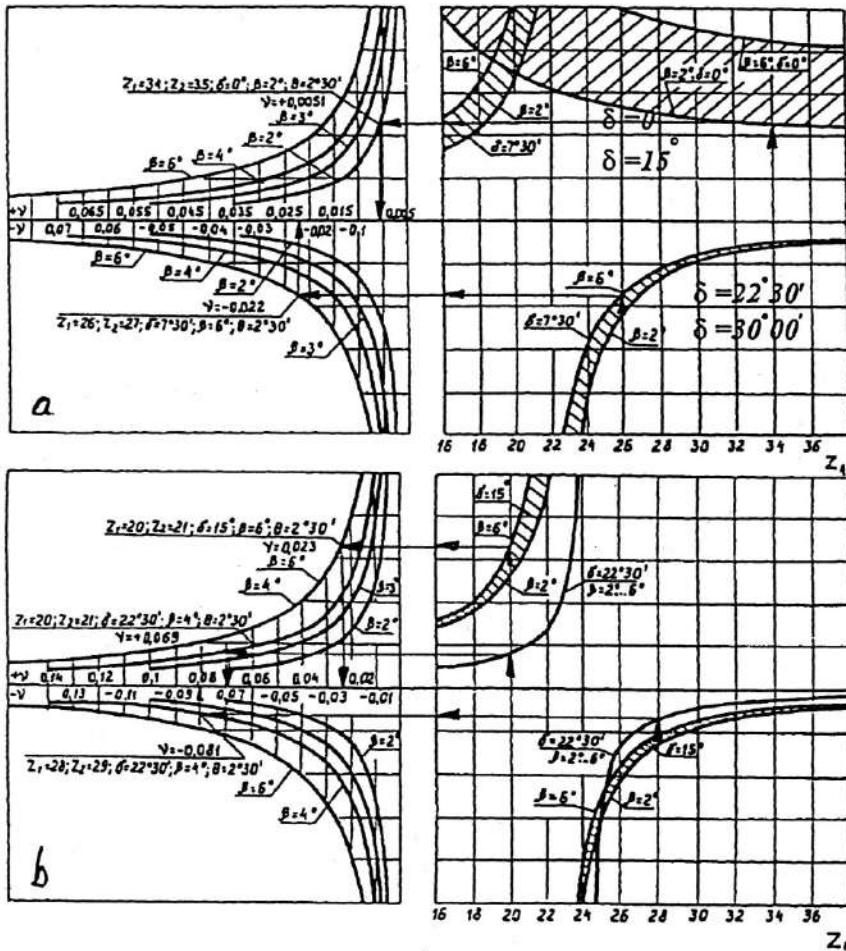 Z₁=34; Z₂=35; δ=0°; β=2°; θ=2°30'
ν=+0,0051
β=3°
β=2°
β=4°
β=6°
+ν 0,065 0,055 0,045 0,035 0,025 0,015 0,005
-ν 0,07 0,06 -0,05 -0,04 -0,03 -0,02 -0,1
β=6°
β=4°
β=2°
ν=-0,022
Z₁=26; Z₂=27; δ=7°30'; β=6°; θ=2°30'
β=3°
a
β=6°
β=2°
δ=7°30'
β=2°; δ=0°
β=6°; δ=0°
δ=0
δ=15°
β=6°
δ=7°30'
β=2°
δ=22°30'
δ=30°00'
16 18 20 22 24 26 28 30 32 34 36
Z₁
Z₁=20; Z₂=21; δ=15°; β=6°; θ=2°30'
ν=0,023
β=6°
β=4°
β=3°
β=2°
Z₁=20; Z₂=21; δ=22°30'; β=4°; θ=2°30'
ν=+0,069
+ν 0,14 0,12 0,1 0,08 0,06 0,04 0,02
-ν 0,13 -0,11 -0,09 0,07 -0,05 -0,03 -0,01
ν=-0,081
Z₁=28; Z₂=29; δ=22°30'; β=4°; θ=2°30'
β=6°
β=4°
β=2°
b
δ=15°
β=6°
β=2°
δ=22°30'
β=2°..6°
δ=22°30'
β=2°..6°
δ=15°
β=6°
β=2°
16 20 22 24 26 28 30 32 34 36
Z₁